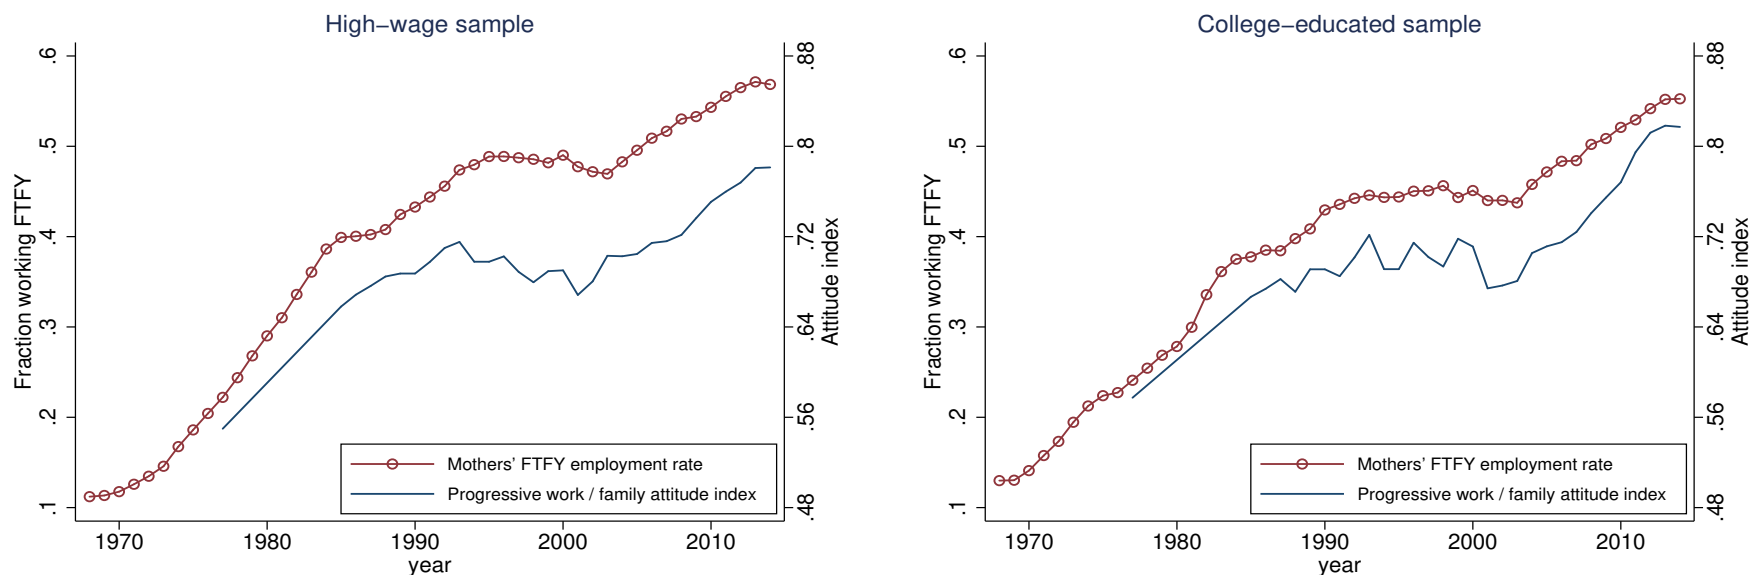 High−wage sample
Fraction working FTFY
.6
.5
.4
.3
.2
.1
.88
.8
.72
.64
.56
.48
Attitude index
Mothers’ FTFY employment rate
Progressive work / family attitude index
1970 1980 1990 2000 2010
year
College−educated sample
Fraction working FTFY
.6
.5
.4
.3
.2
.1
.88
.8
.72
.64
.56
.48
Attitude index
Mothers’ FTFY employment rate
Progressive work / family attitude index
1970 1980 1990 2000 2010
year